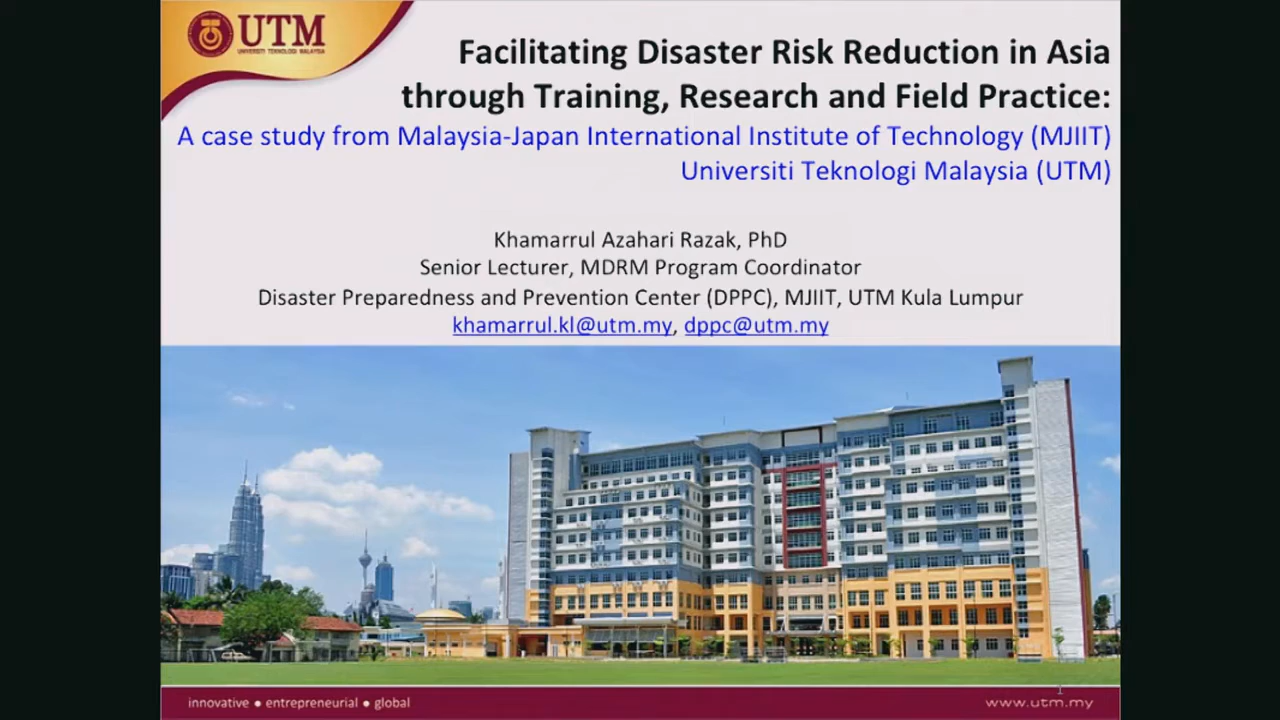 UTM
UNIVERSITI TEKNOLOGI MALAYSIA
Facilitating Disaster Risk Reduction in Asia
through Training, Research and Field Practice:
A case study from Malaysia-Japan International Institute of Technology (MJIIT)
Universiti Teknologi Malaysia (UTM)
Khamarrul Azahari Razak, PhD
Senior Lecturer, MDRM Program Coordinator
Disaster Preparedness and Prevention Center (DPPC), MJIIT, UTM Kula Lumpur
khamarrul.kl@utm.my, dppc@utm.my
innovative ● entrepreneurial ● global
www.utm.my